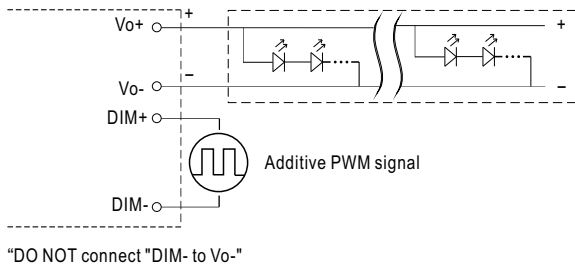 Vo+ + +
Vo- – –
DIM+
Additive PWM signal
DIM-
“DO NOT connect "DIM- to Vo-"